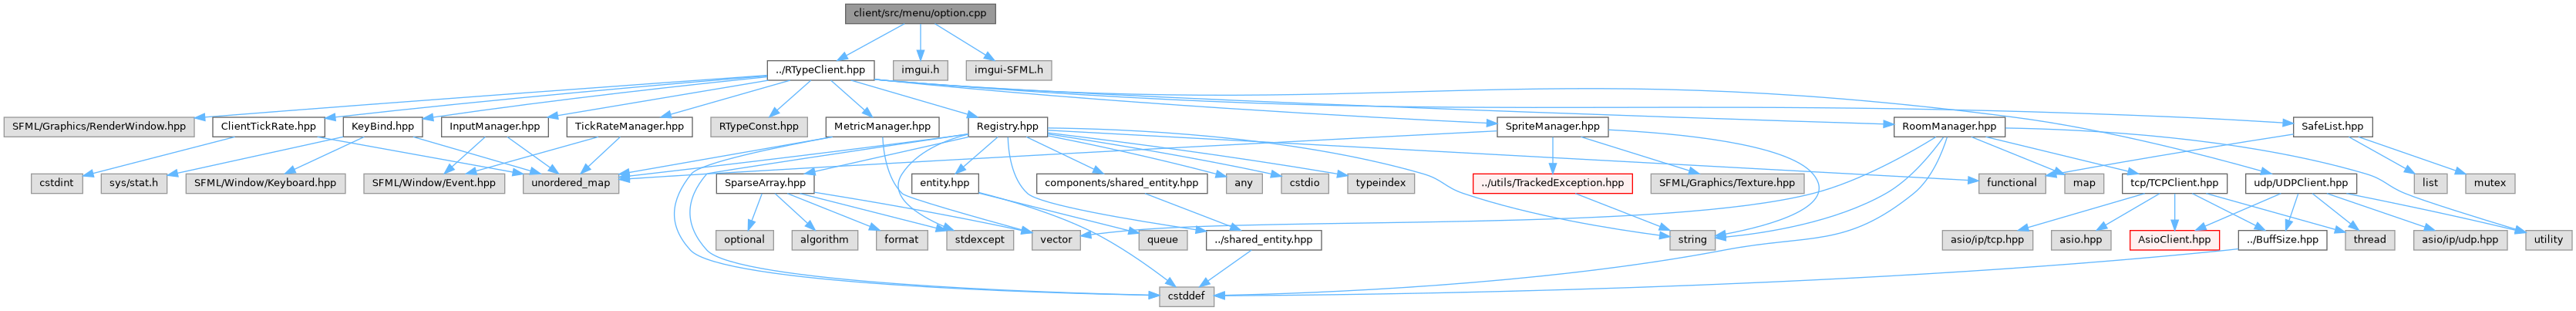 client/src/menu/option.cpp
../RTypeClient.hpp
imgui.h
imgui-SFML.h
SFML/Graphics/RenderWindow.hpp
ClientTickRate.hpp
KeyBind.hpp
InputManager.hpp
TickRateManager.hpp
RTypeConst.hpp
MetricManager.hpp
Registry.hpp
SpriteManager.hpp
RoomManager.hpp
SafeList.hpp
cstdint
sys/stat.h
SFML/Window/Keyboard.hpp
SFML/Window/Event.hpp
unordered_map
SparseArray.hpp
entity.hpp
components/shared_entity.hpp
any
cstdio
typeindex
../utils/TrackedException.hpp
SFML/Graphics/Texture.hpp
functional
map
tcp/TCPClient.hpp
udp/UDPClient.hpp
list
mutex
optional
algorithm
format
stdexcept
vector
queue
../shared_entity.hpp
string
asio/ip/tcp.hpp
asio.hpp
AsioClient.hpp
../BuffSize.hpp
thread
asio/ip/udp.hpp
utility
cstddef